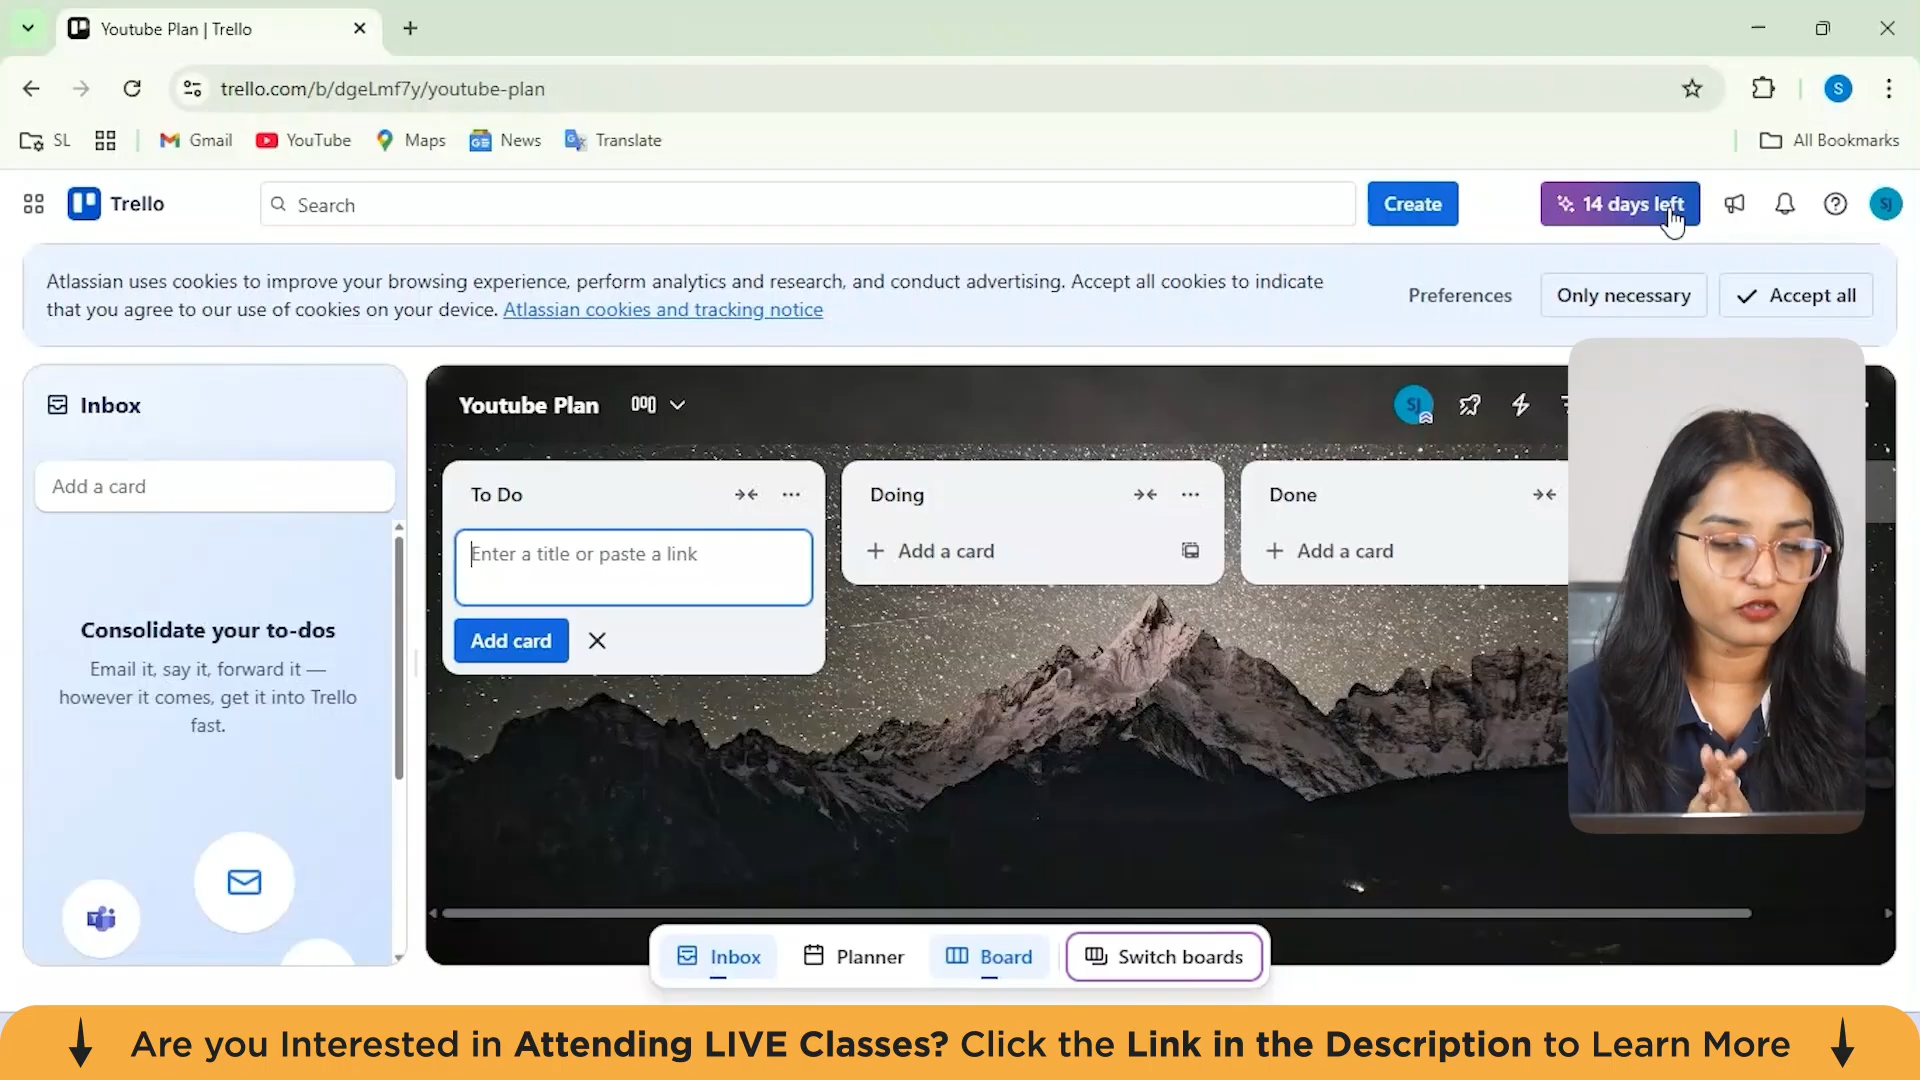 Youtube Plan | Trello
trello.com/b/dgeLmf7y/youtube-plan
S
SL
Gmail
YouTube
Maps
News
Translate
All Bookmarks
Trello
Search
Create
14 days left
SJ
Atlassian uses cookies to improve your browsing experience, perform analytics and research, and conduct advertising. Accept all cookies to indicate
that you agree to our use of cookies on your device. Atlassian cookies and tracking notice
Preferences
Only necessary
Accept all
Inbox
Add a card
Consolidate your to-dos
Email it, say it, forward it —
however it comes, get it into Trello
fast.
Youtube Plan
SJ
To Do
Enter a title or paste a link
Add card
Doing
Add a card
Done
Add a card
Inbox
Planner
Board
Switch boards
Are you Interested in Attending LIVE Classes? Click the Link in the Description to Learn More